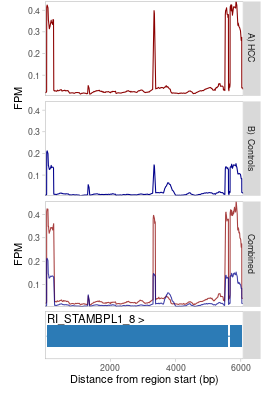 0.4
0.3
0.2
0.1
FPM
A) HCC
0.4
0.3
0.2
0.1
FPM
B) Controls
0.4
0.3
0.2
0.1
FPM
Combined
RI_STAMBPL1_8 >
2000 4000 6000
Distance from region start (bp)